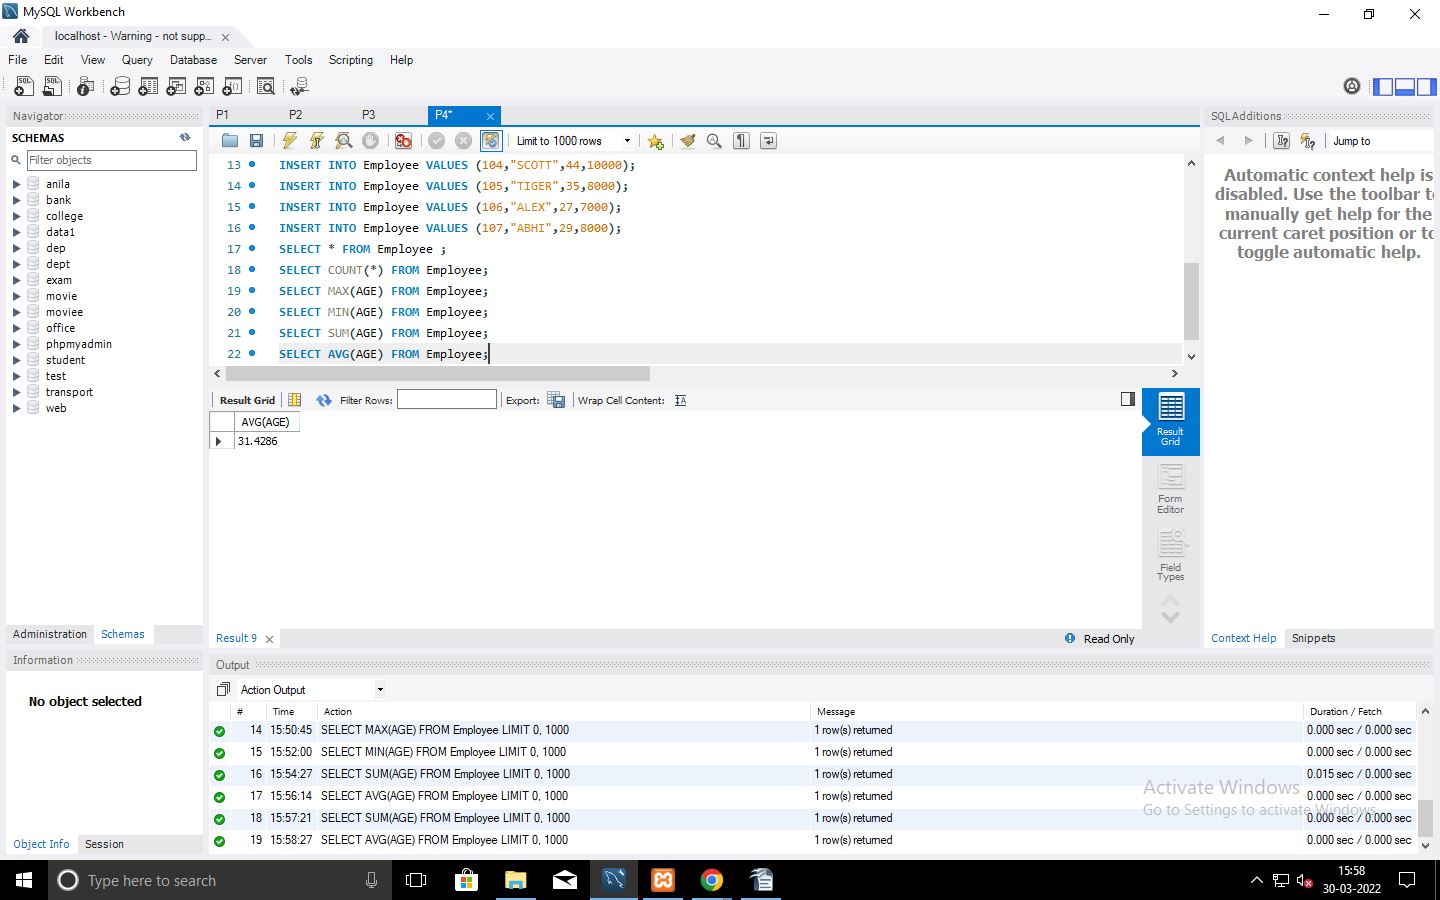 MySQL Workbench
localhost - Warning - not supp...
File Edit View Query Database Server Tools Scripting Help
Navigator
SCHEMAS
Filter objects
anila
bank
college
data1
dep
dept
exam
movie
moviee
office
phpmyadmin
student
test
transport
web
Administration Schemas
Information
No object selected
Object Info Session
P1 P2 P3 P4*
Limit to 1000 rows
13 INSERT INTO Employee VALUES (104,"SCOTT",44,10000);
14 INSERT INTO Employee VALUES (105,"TIGER",35,8000);
15 INSERT INTO Employee VALUES (106,"ALEX",27,7000);
16 INSERT INTO Employee VALUES (107,"ABHI",29,8000);
17 SELECT * FROM Employee ;
18 SELECT COUNT(*) FROM Employee;
19 SELECT MAX(AGE) FROM Employee;
20 SELECT MIN(AGE) FROM Employee;
21 SELECT SUM(AGE) FROM Employee;
22 SELECT AVG(AGE) FROM Employee;
Result Grid Filter Rows: Export: Wrap Cell Content:
AVG(AGE)
31.4286
Result
Grid
Form
Editor
Field
Types
Result 9 Read Only
SQLAdditions
Jump to
Automatic context help is
disabled. Use the toolbar to
manually get help for the
current caret position or to
toggle automatic help.
Context Help Snippets
Output
Action Output
# Time Action Message Duration / Fetch
14 15:50:45 SELECT MAX(AGE) FROM Employee LIMIT 0, 1000 1 row(s) returned 0.000 sec / 0.000 sec
15 15:52:00 SELECT MIN(AGE) FROM Employee LIMIT 0, 1000 1 row(s) returned 0.000 sec / 0.000 sec
16 15:54:27 SELECT SUM(AGE) FROM Employee LIMIT 0, 1000 1 row(s) returned 0.015 sec / 0.000 sec
17 15:56:14 SELECT AVG(AGE) FROM Employee LIMIT 0, 1000 1 row(s) returned 0.000 sec / 0.000 sec
18 15:57:21 SELECT SUM(AGE) FROM Employee LIMIT 0, 1000 1 row(s) returned 0.000 sec / 0.000 sec
19 15:58:27 SELECT AVG(AGE) FROM Employee LIMIT 0, 1000 1 row(s) returned 0.000 sec / 0.000 sec
Activate Windows
Go to Settings to activate Windows.
Type here to search
15:58
30-03-2022